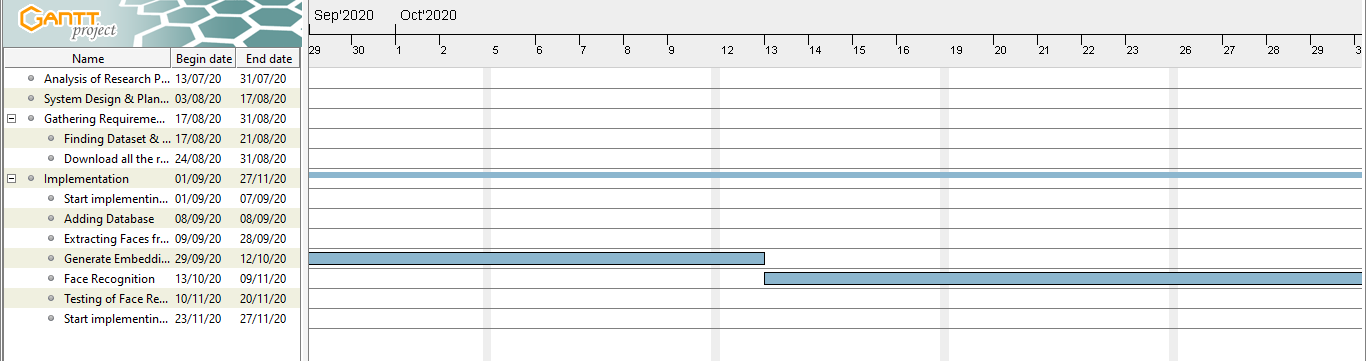 GANTT
project
Sep'2020 Oct'2020
29 30 1 2 5 6 7 8 9 12 13 14 15 16 19 20 21 22 23 26 27 28 29 3
Name Begin date End date
Analysis of Research P... 13/07/20 31/07/20
System Design & Plan... 03/08/20 17/08/20
Gathering Requireme... 17/08/20 31/08/20
Finding Dataset & ... 17/08/20 21/08/20
Download all the r... 24/08/20 31/08/20
Implementation 01/09/20 27/11/20
Start implementin... 01/09/20 07/09/20
Adding Database 08/09/20 08/09/20
Extracting Faces fr... 09/09/20 28/09/20
Generate Embeddi... 29/09/20 12/10/20
Face Recognition 13/10/20 09/11/20
Testing of Face Re... 10/11/20 20/11/20
Start implementin... 23/11/20 27/11/20